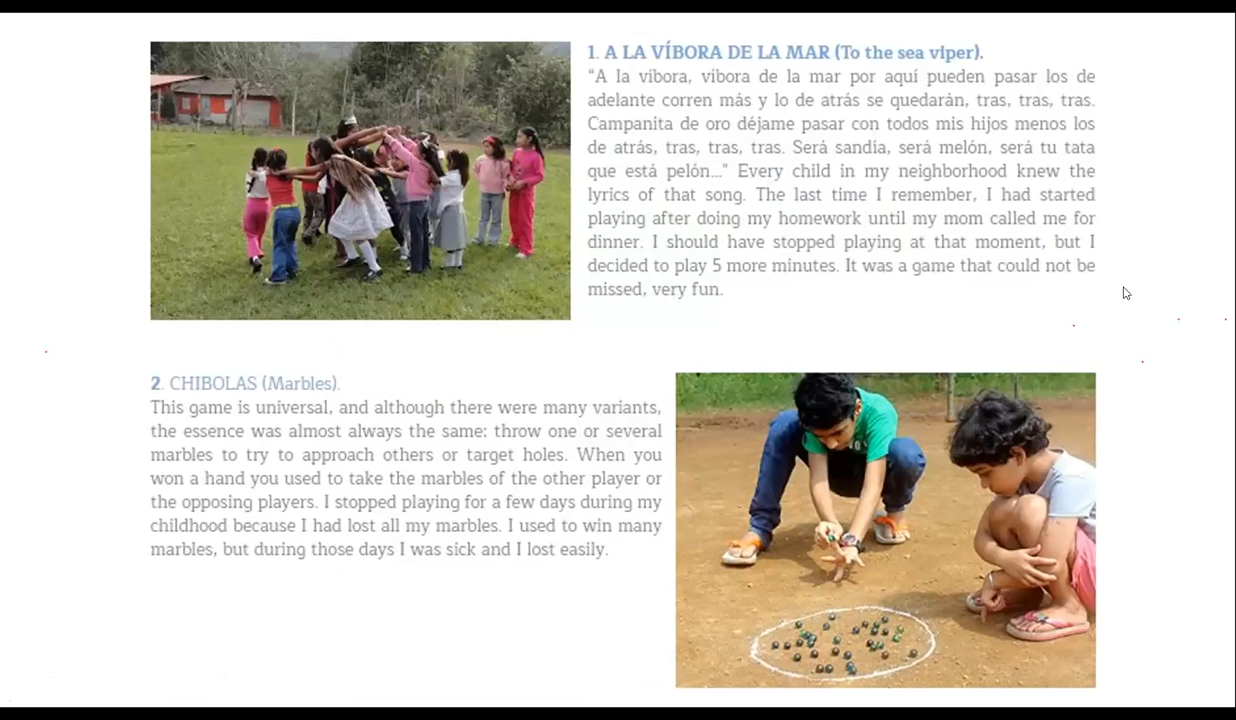 1. A LA VÍBORA DE LA MAR (To the sea viper).
"A la víbora, víbora de la mar por aquí pueden pasar los de
adelante corren más y lo de atrás se quedarán, tras, tras, tras.
Campanita de oro déjame pasar con todos mis hijos menos los
de atrás, tras, tras, tras. Será sandía, será melón, será tu tata
que está pelón..." Every child in my neighborhood knew the
lyrics of that song. The last time I remember, I had started
playing after doing my homework until my mom called me for
dinner. I should have stopped playing at that moment, but I
decided to play 5 more minutes. It was a game that could not be
missed, very fun.
2. CHIBOLAS (Marbles).
This game is universal, and although there were many variants,
the essence was almost always the same: throw one or several
marbles to try to approach others or target holes. When you
won a hand you used to take the marbles of the other player or
the opposing players. I stopped playing for a few days during my
childhood because I had lost all my marbles. I used to win many
marbles, but during those days I was sick and I lost easily.